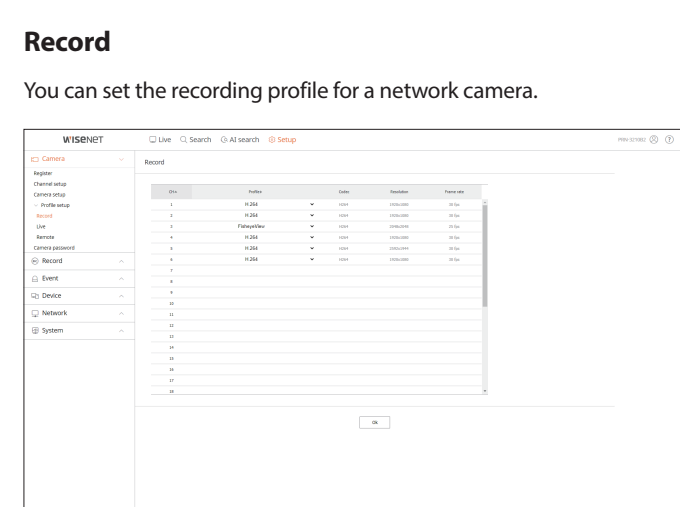 Record
You can set the recording profile for a network camera.
WISENET Live Search AI search Setup
Camera
Record
Register
Channel setup
Camera setup
Profile setup
Record
Live
Remote
Camera password
Record
Event
Device
Network
System
Profiles Codec Resolution Frame rate
1 H.264 H264 1920x1080 30 fps
2 H.264 H264 1920x1080 30 fps
3 FisheyeView H264 2048x2048
4 H.264 H264 1920x1080 30 fps
5 H.264 H264 30 fps
6 H.264 H264 1920x1080 30 fps
7
8
9
10
11
12
13
14
15
16
17
18
Ok